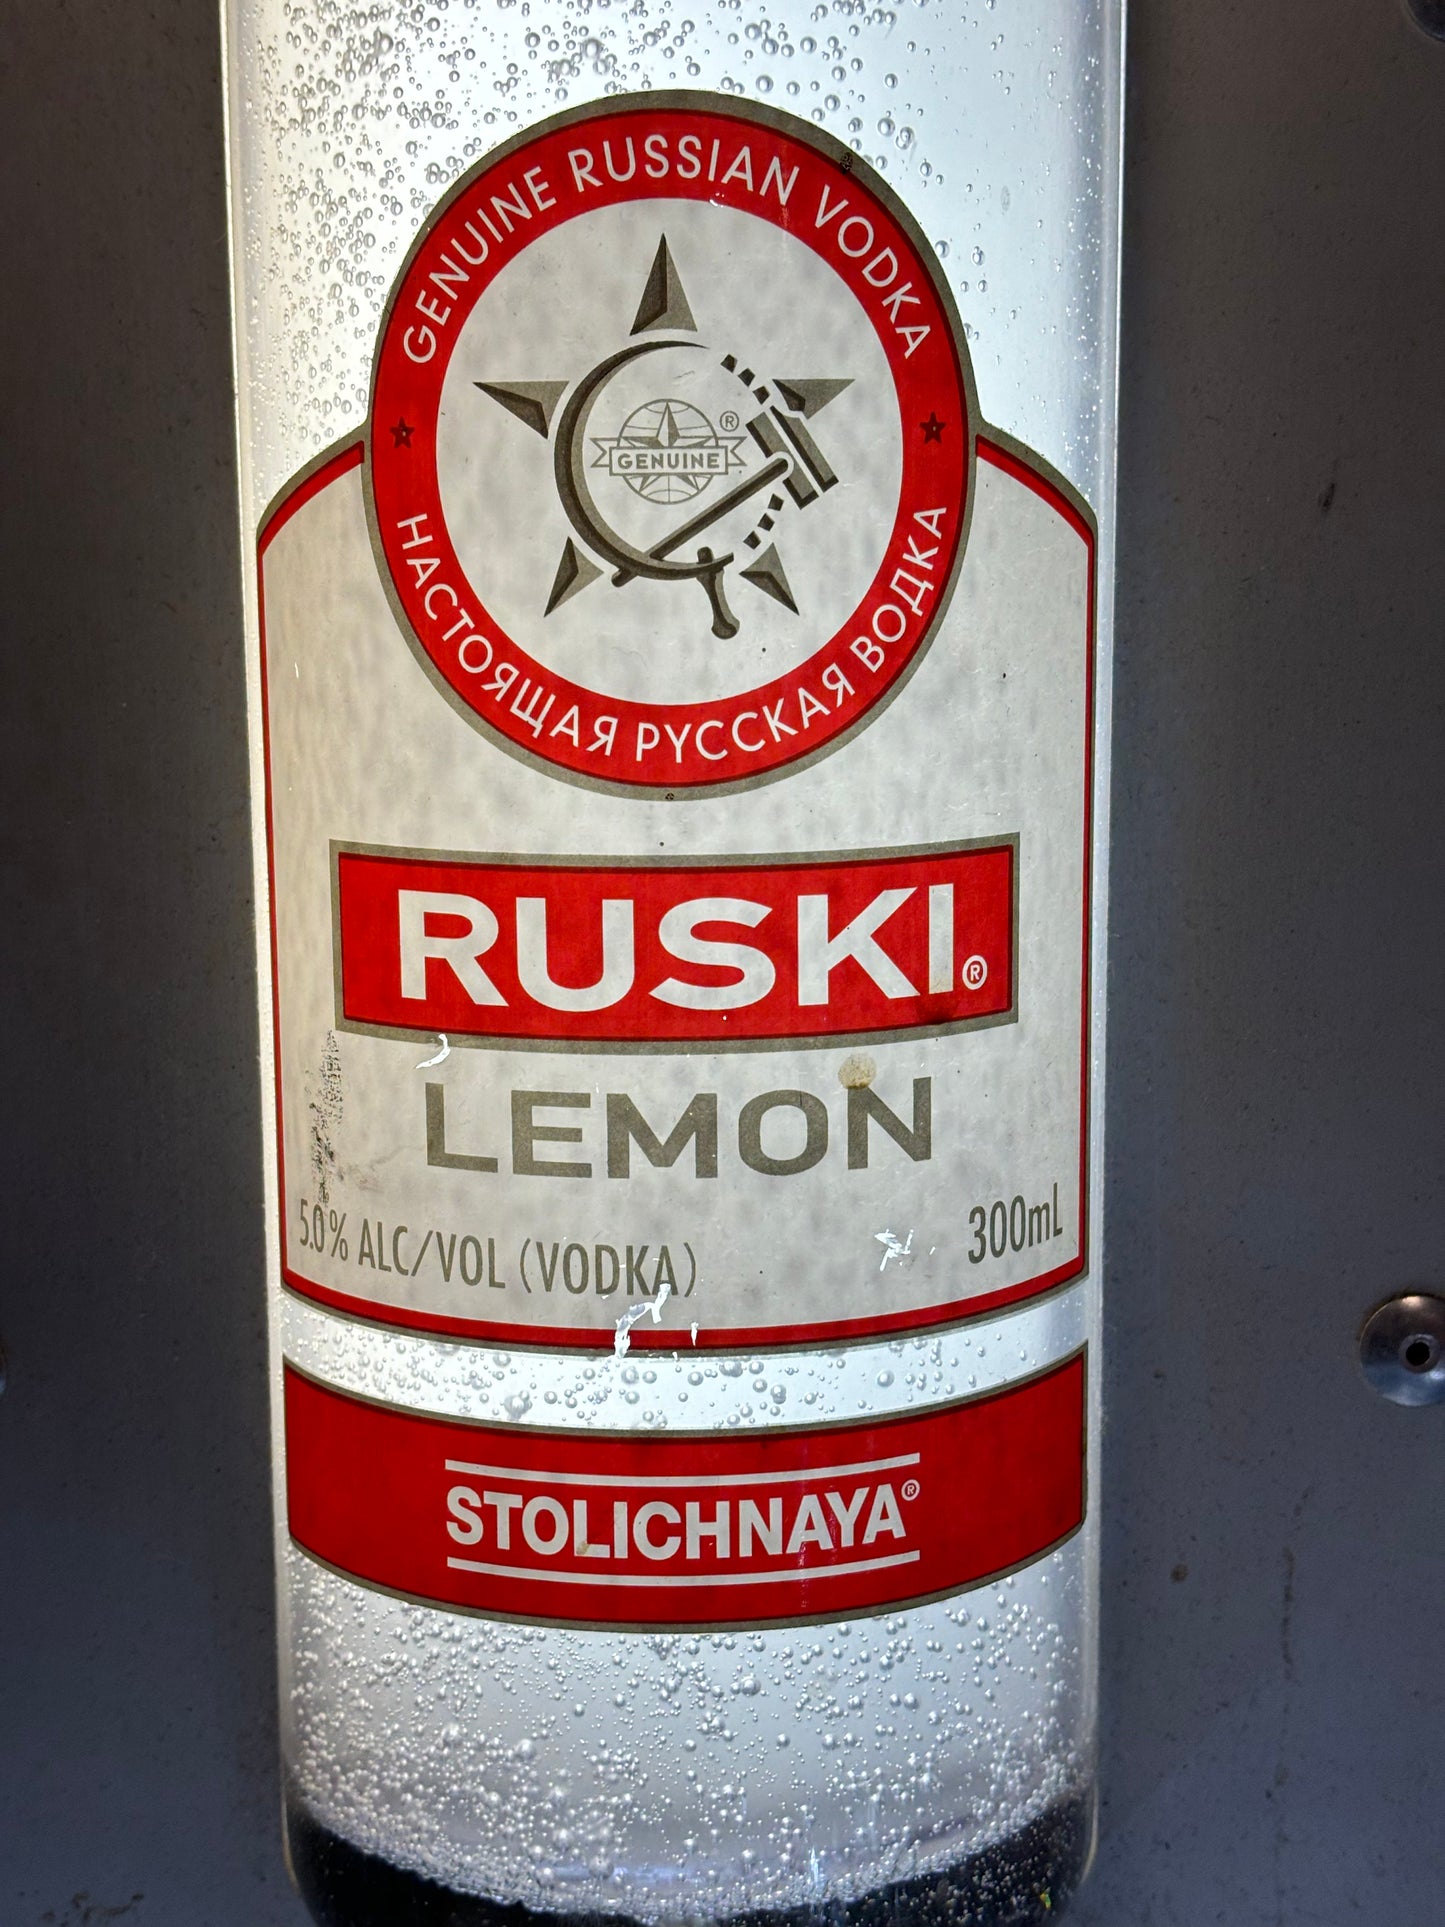 GENUINE RUSSIAN VODKA
GENUINE ®
НАСТОЯЩАЯ РУССКАЯ ВОДКА
RUSKI®
LEMON
5.0% ALC/VOL (VODKA) 300mL
STOLICHNAYA®